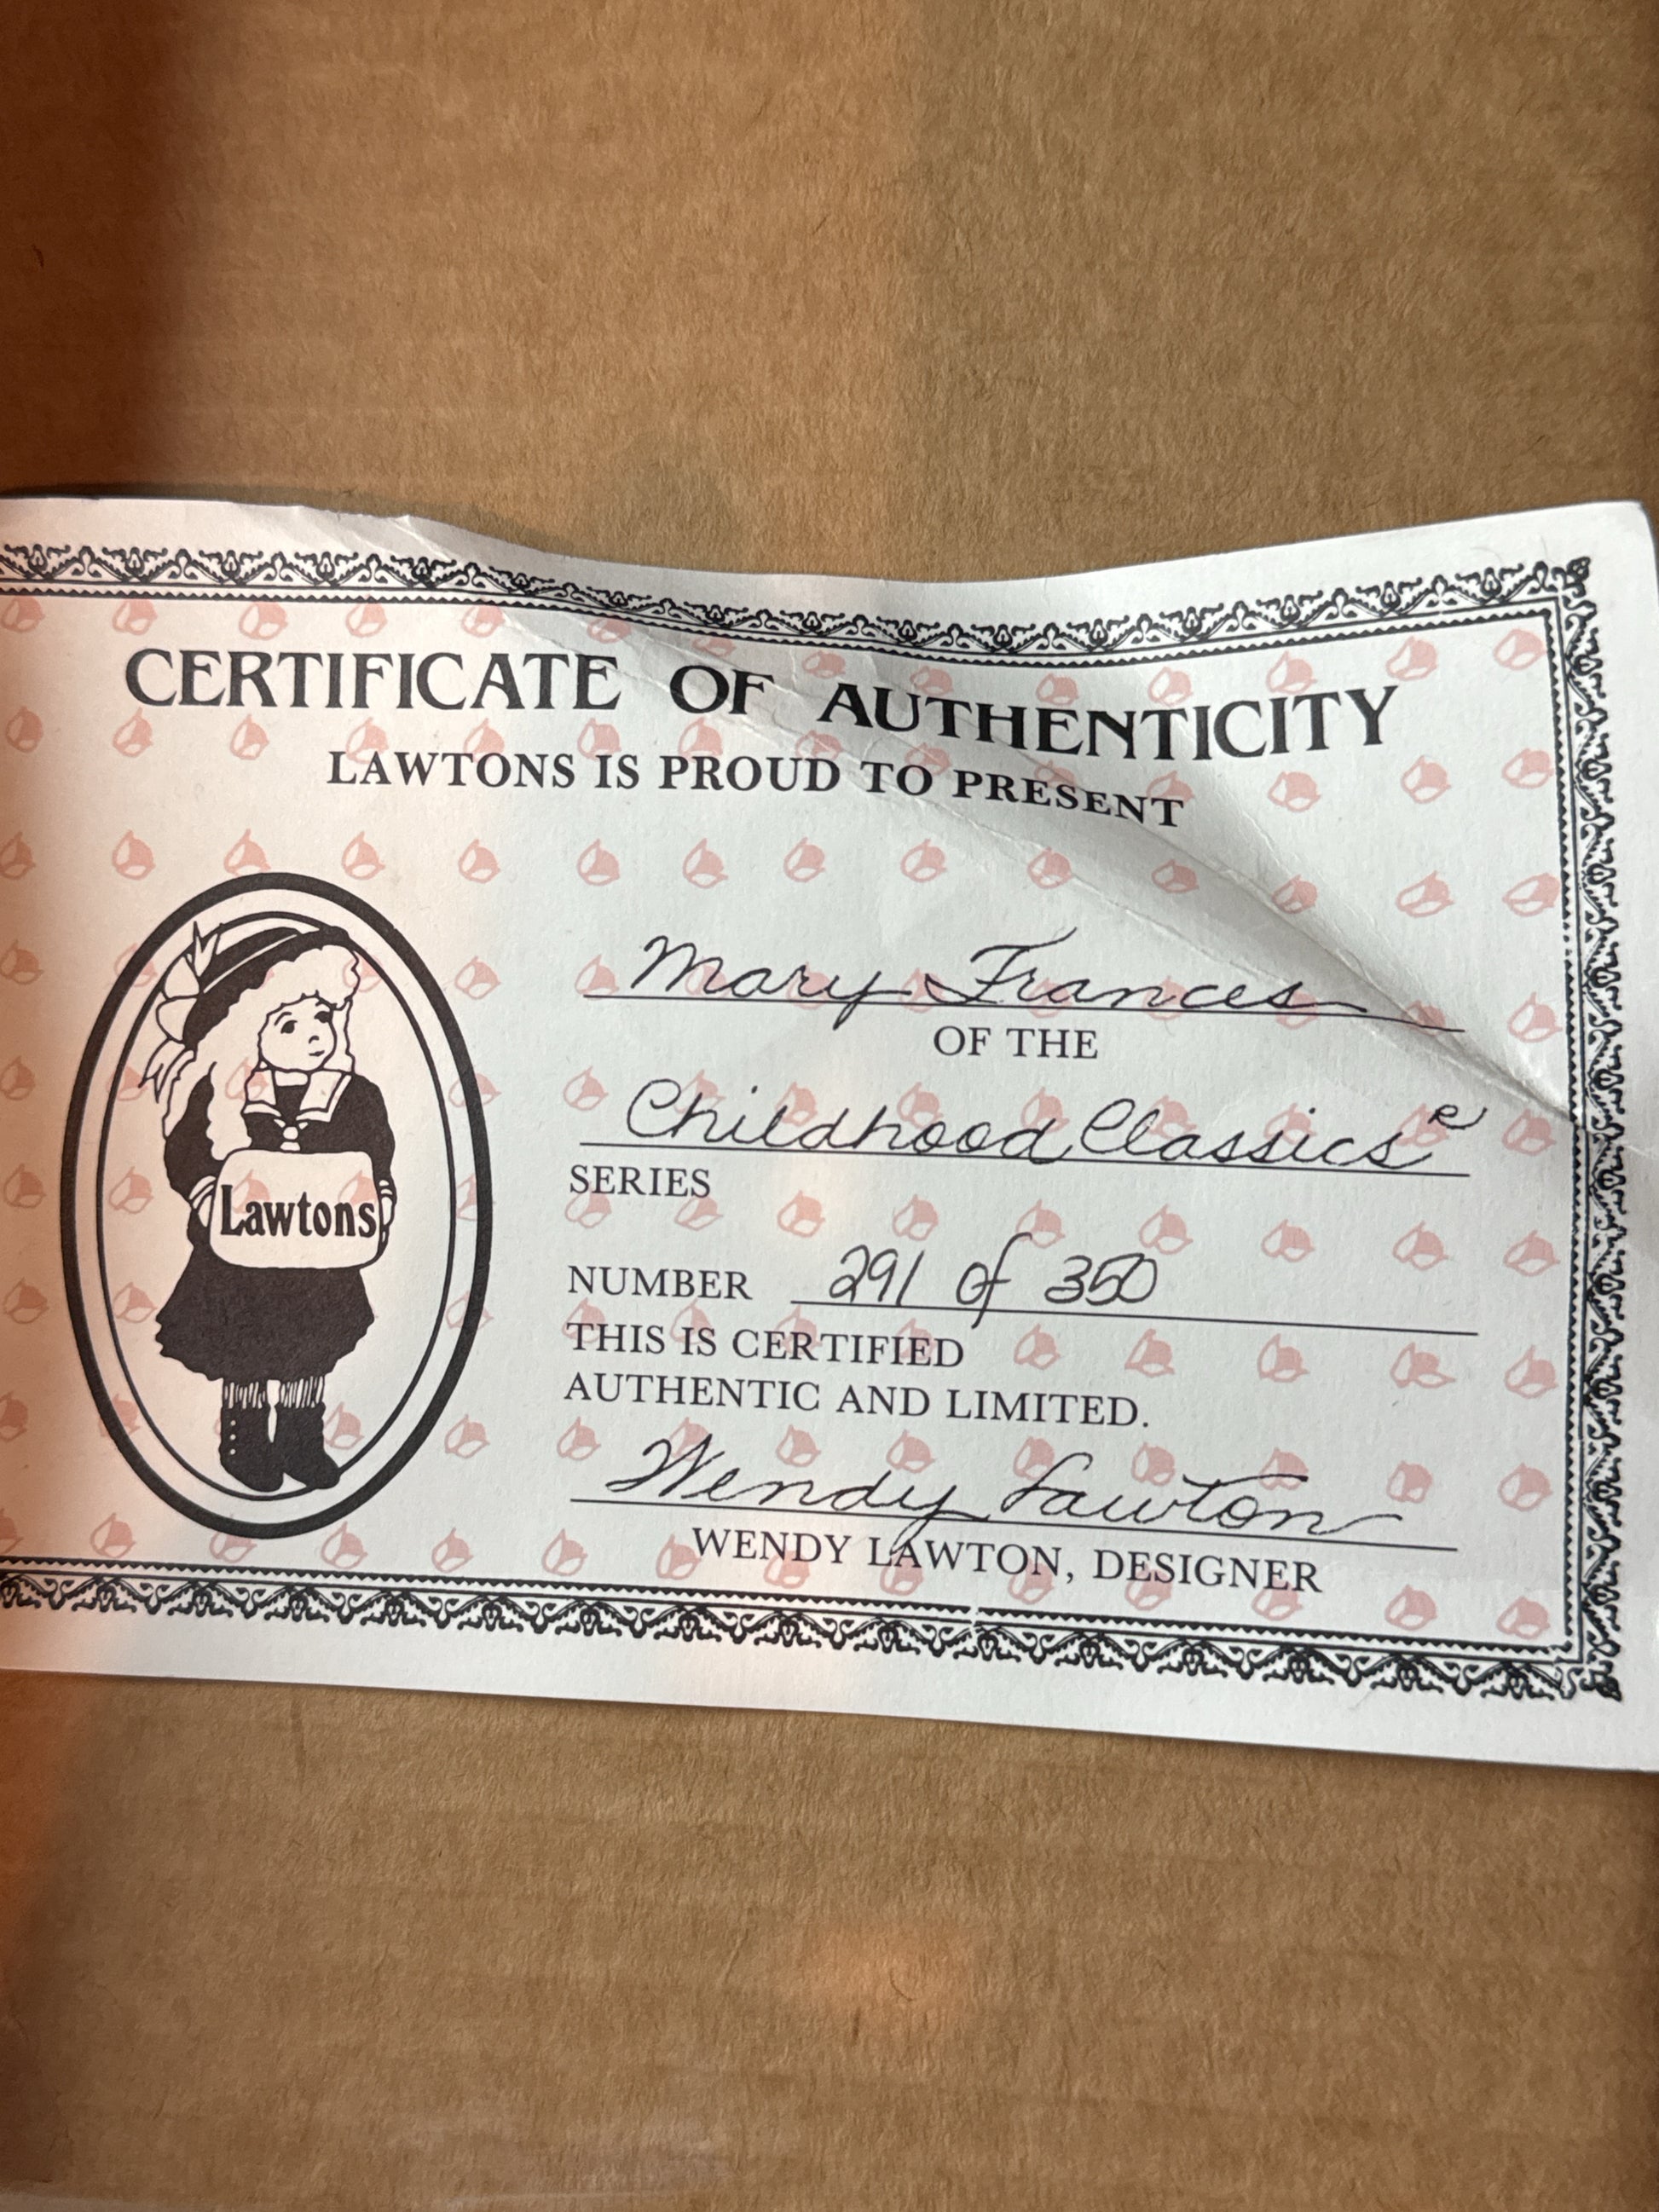 CERTIFICATE OF AUTHENTICITY
LAWTONS IS PROUD TO PRESENT
Mary Frances
OF THE
Childhood Classics R
SERIES
Lawtons
NUMBER 291 of 350
THIS IS CERTIFIED
AUTHENTIC AND LIMITED.
Wendy Lawton
WENDY LAWTON, DESIGNER